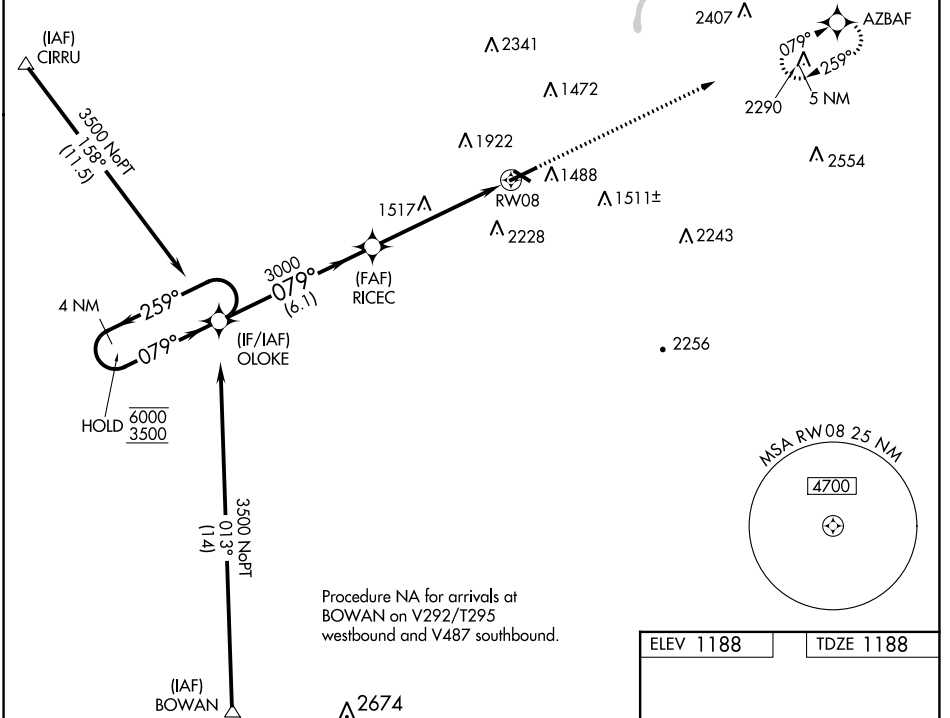 (IAF)
CIRRU
3500 NoPT
158°
(11.5)
2341
2407
AZBAF
079°
259°
5 NM
2290
1472
1922
1488
2554
RW08
1511±
1517
2228
2243
(FAF)
RICEC
3000
079°
(6.1)
4 NM
259°
079°
(IF/IAF)
OLOKE
2256
HOLD 6000
3500
MSA RW08 25 NM
4700
3500 NoPT
013°
(14)
Procedure NA for arrivals at
BOWAN on V292/T295
westbound and V487 southbound.
ELEV 1188
TDZE 1188
(IAF)
BOWAN
2674